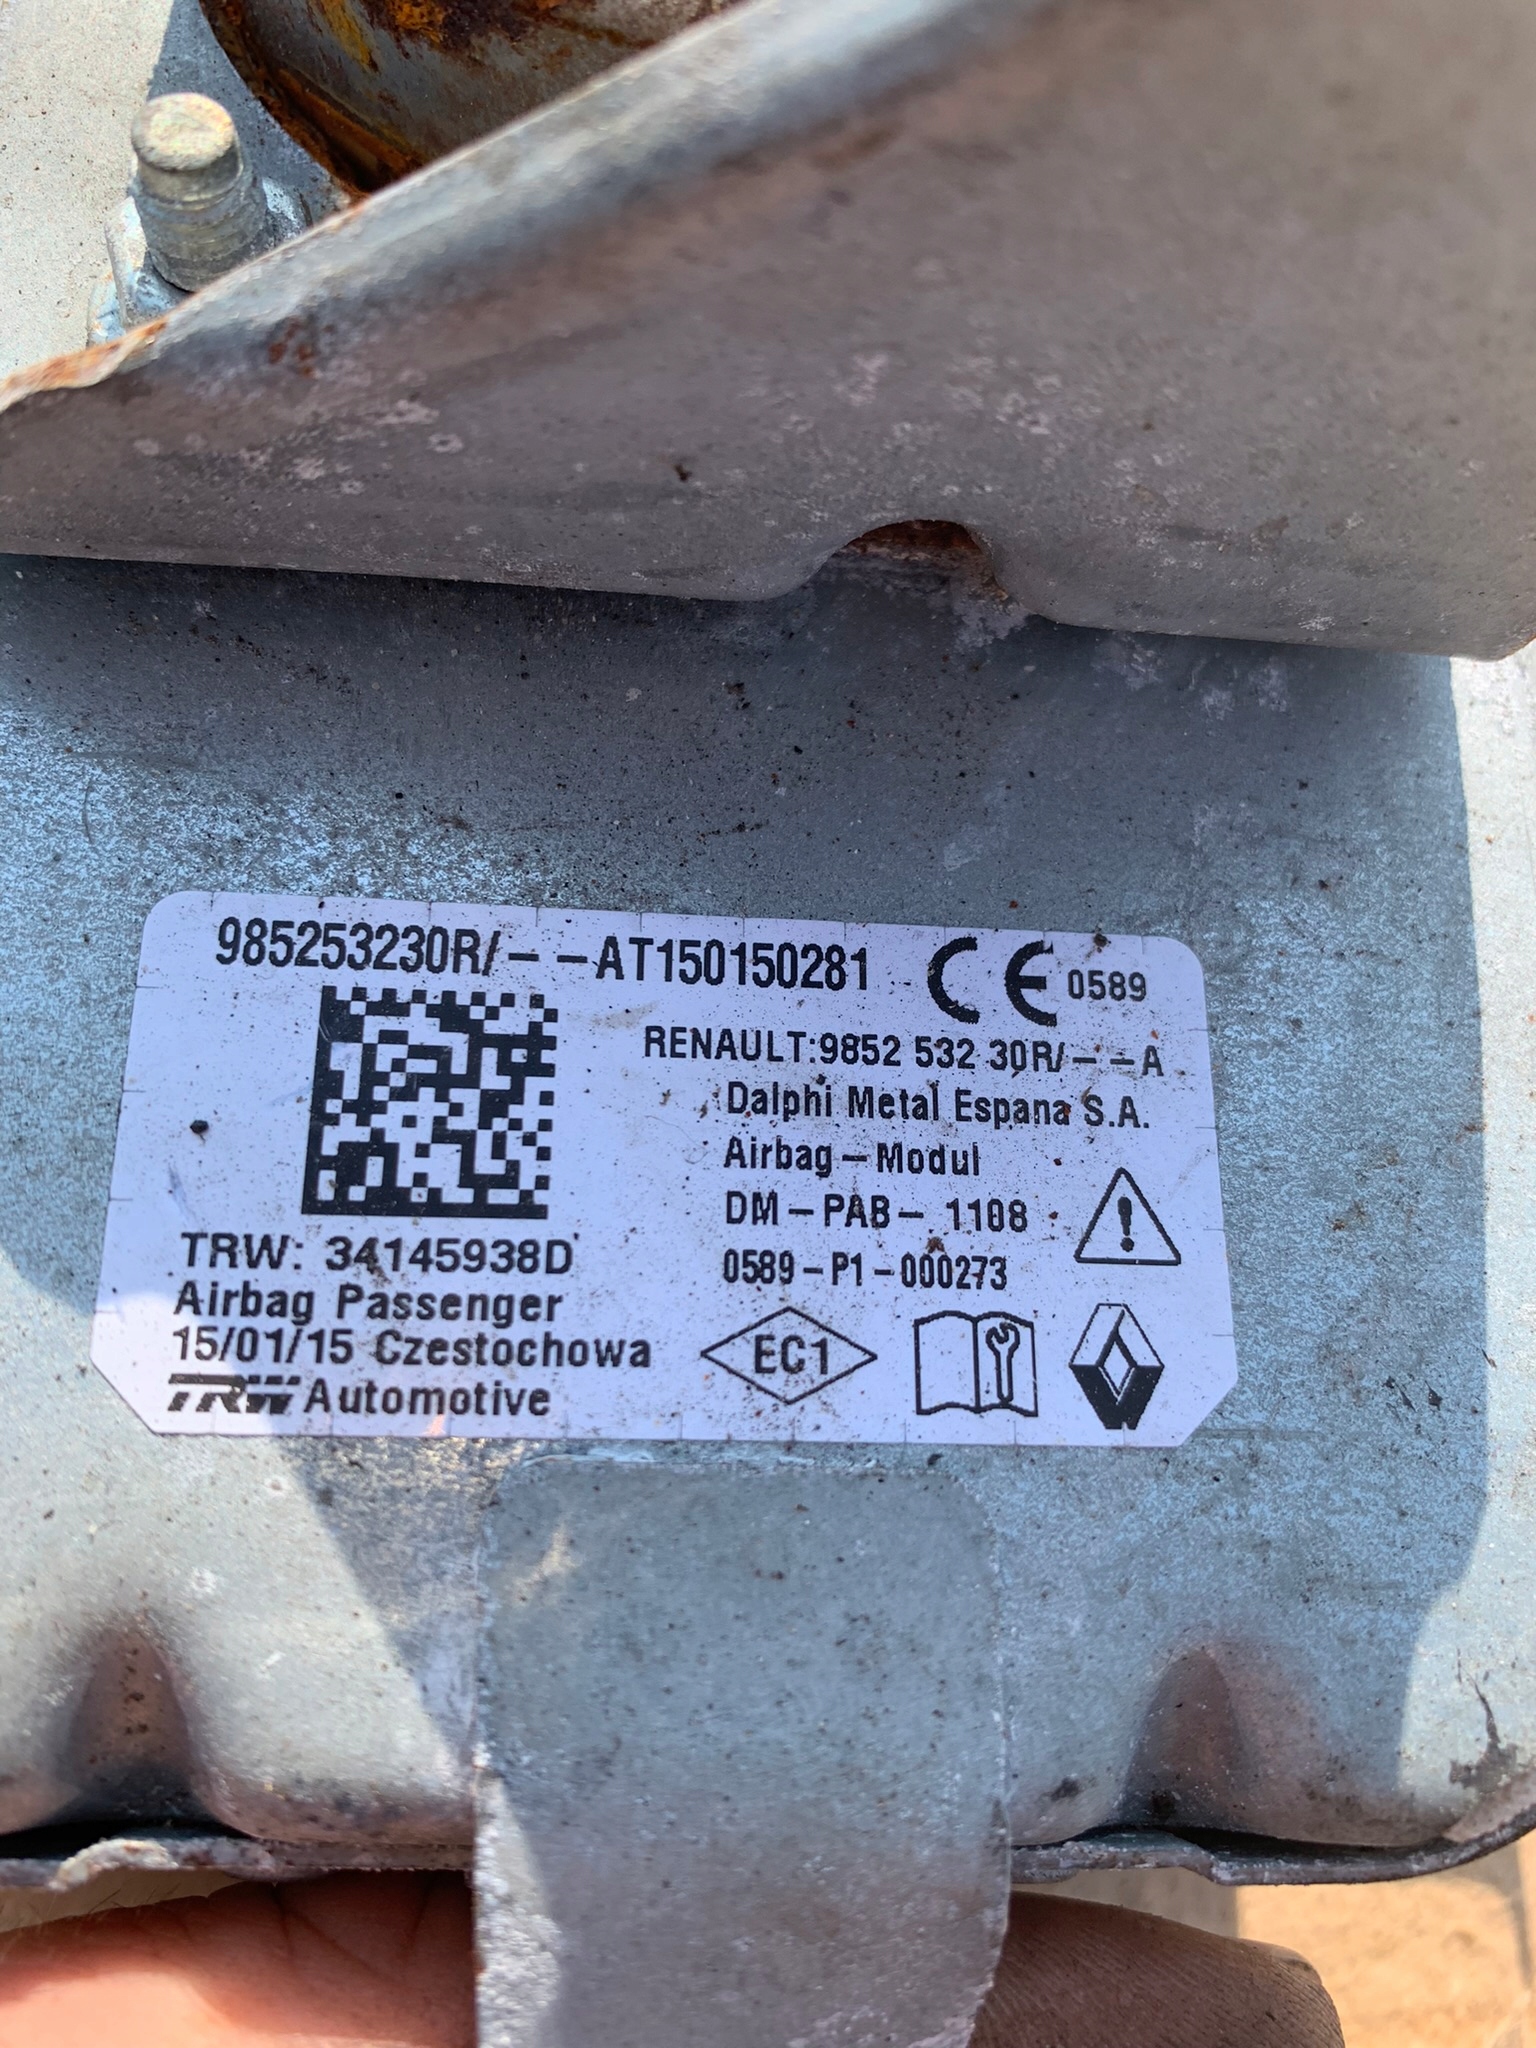 985253230R/--AT150150281 CE 0589
RENAULT:9852 532 30R/--A
Dalphi Metal Espana S.A.
Airbag-Modul
DM-PAB-1108
0589-P1-000273
TRW: 34145938D
Airbag Passenger
15/01/15 Czestochowa
TRW Automotive
EC1